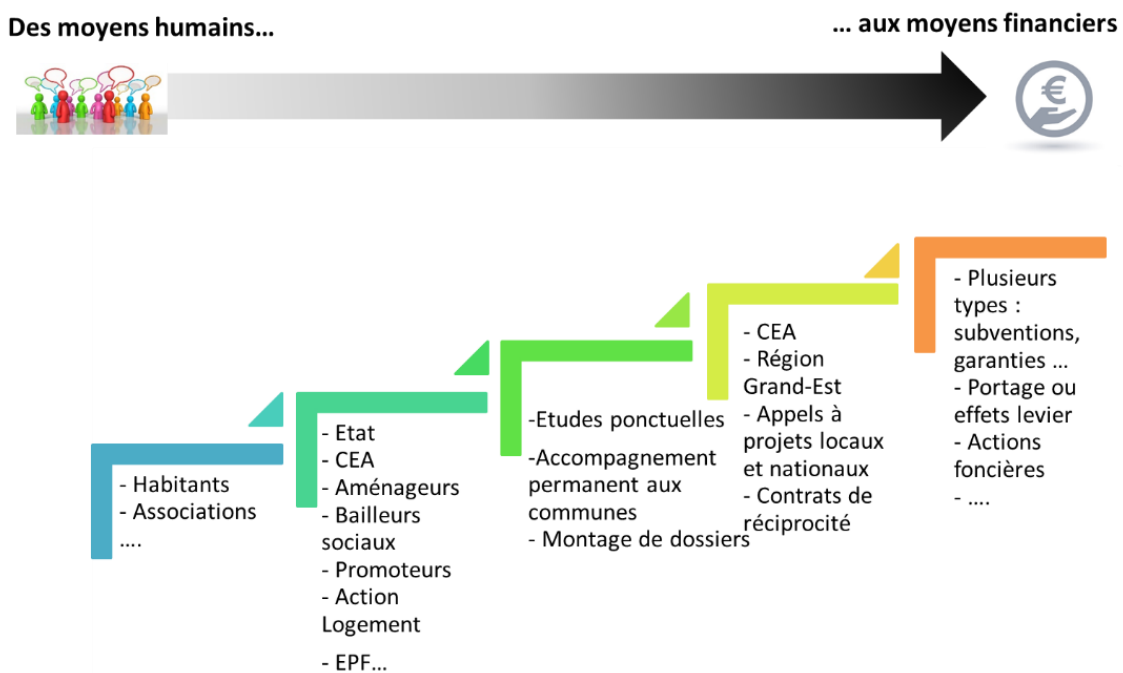 Des moyens humains...
... aux moyens financiers
€
- Habitants
- Associations
....
- Etat
- CEA
- Aménageurs
- Bailleurs
sociaux
- Promoteurs
- Action
Logement
- EPF...
-Etudes ponctuelles
-Accompagnement
permanent aux
communes
- Montage de dossiers
- CEA
- Région
Grand-Est
- Appels à
projets locaux
et nationaux
- Contrats de
réciprocité
- Plusieurs
types :
subventions,
garanties ...
- Portage ou
effets levier
- Actions
foncières
- ....